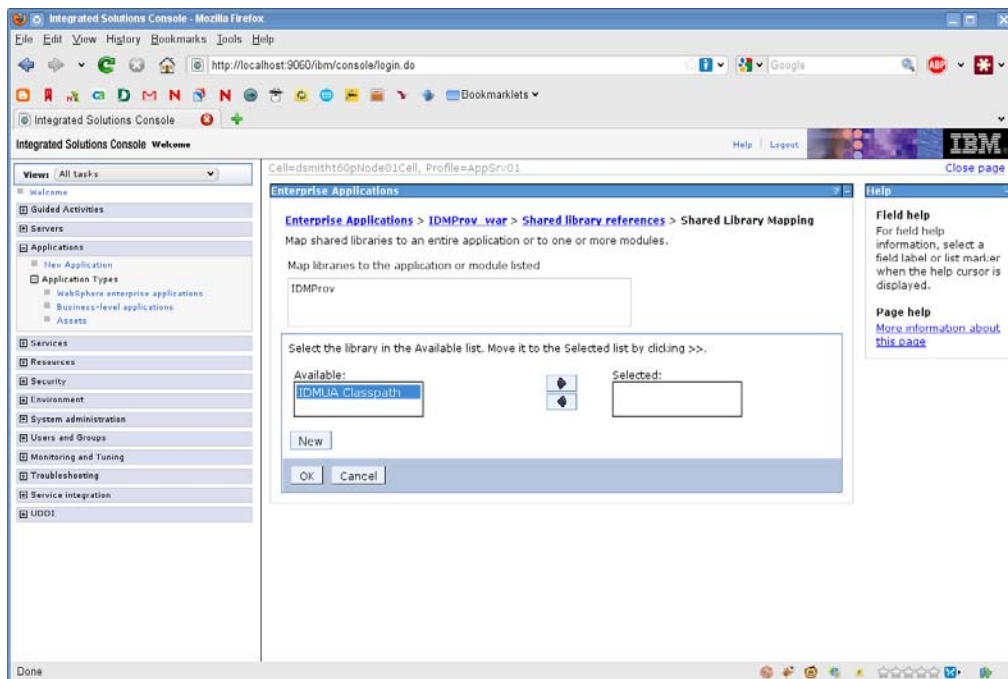 Integrated Solutions Console - Mozilla Firefox
File Edit View History Bookmarks Tools Help
http://localhost:9060/ibm/console/login.do
Google
ABP
Bookmarklets
Integrated Solutions Console
Integrated Solutions Console Welcome
Help | Logout
IBM.
View: All tasks
Welcome
Guided Activities
Servers
Applications
New Application
Application Types
WebSphere enterprise applications
Business-level applications
Assets
Services
Resources
Security
Environment
System administration
Users and Groups
Monitoring and Tuning
Troubleshooting
Service integration
UDDI
Cell=dsmitht60pNode01Cell, Profile=AppSrv01
Close page
Enterprise Applications
? -
Enterprise Applications > IDMProv_war > Shared library references > Shared Library Mapping
Map shared libraries to an entire application or to one or more modules.
Map libraries to the application or module listed
IDMProv
Select the library in the Available list. Move it to the Selected list by clicking >>.
Available:
Selected:
IDMUA Classpath
New
OK Cancel
Help
Field help
For field help
information, select a
field label or list marker
when the help cursor is
displayed.
Page help
More information about
this page
Done